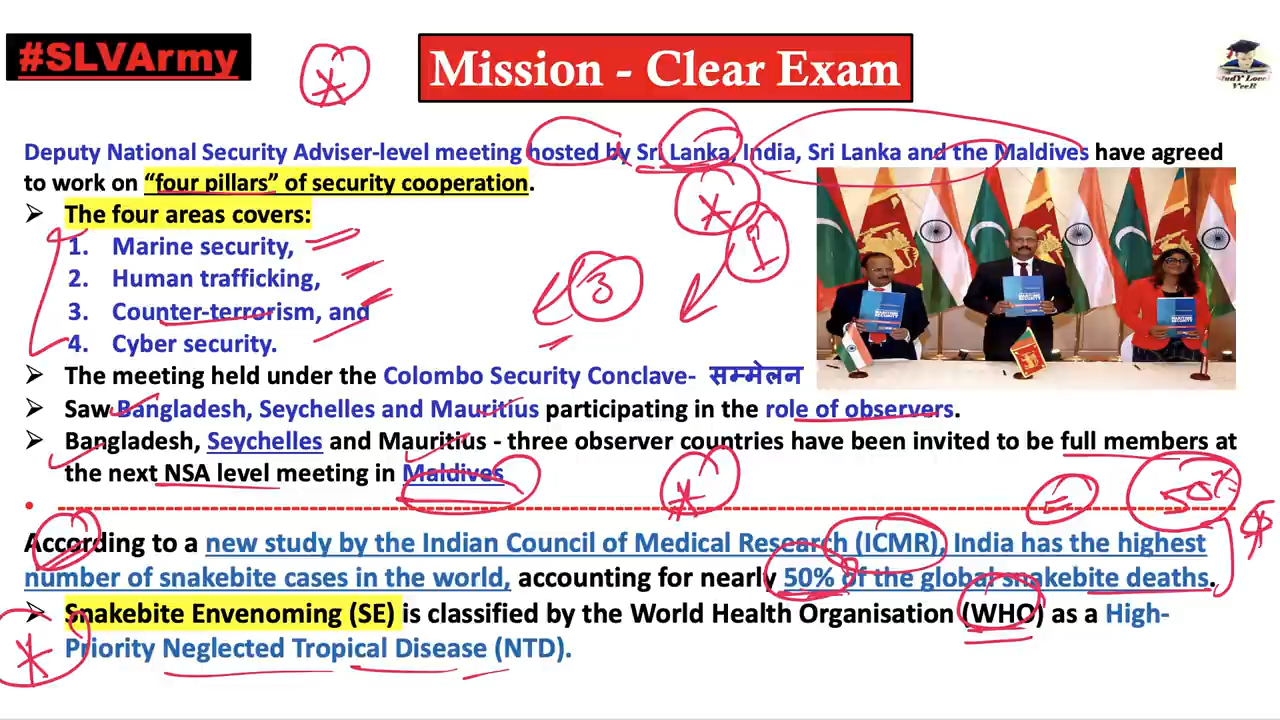 #SLVArmy
Mission - Clear Exam
Deputy National Security Adviser-level meeting hosted by Sri Lanka, India, Sri Lanka and the Maldives have agreed
to work on “four pillars” of security cooperation.
➢ The four areas covers:
1. Marine security,
2. Human trafficking,
3. Counter-terrorism, and
4. Cyber security.
➢ The meeting held under the Colombo Security Conclave- सम्मेलन
➢ Saw Bangladesh, Seychelles and Mauritius participating in the role of observers.
➢ Bangladesh, Seychelles and Mauritius - three observer countries have been invited to be full members at
the next NSA level meeting in Maldives
50%
3
1
According to a new study by the Indian Council of Medical Research (ICMR), India has the highest
number of snakebite cases in the world, accounting for nearly 50% of the global snakebite deaths.
➢ Snakebite Envenoming (SE) is classified by the World Health Organisation (WHO) as a High-
Priority Neglected Tropical Disease (NTD).